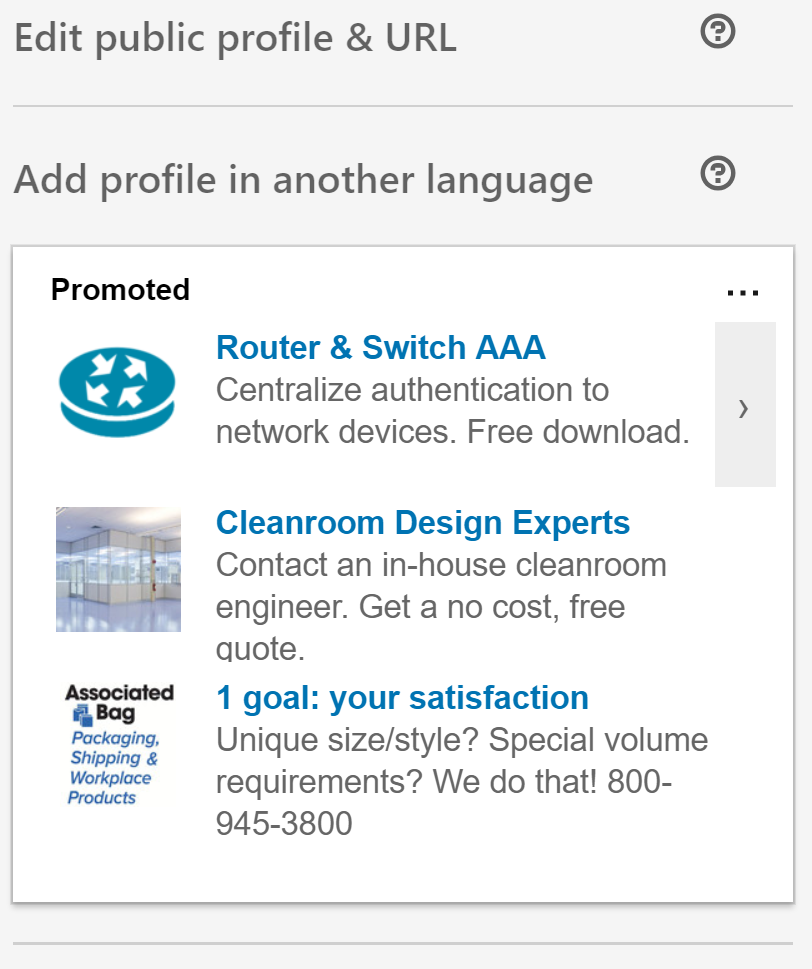 Edit public profile & URL
Add profile in another language
Promoted
Router & Switch AAA
Centralize authentication to
network devices. Free download.
Cleanroom Design Experts
Contact an in-house cleanroom
engineer. Get a no cost, free
quote.
Associated
Bag
Packaging,
Shipping &
Workplace
Products
1 goal: your satisfaction
Unique size/style? Special volume
requirements? We do that! 800-
945-3800